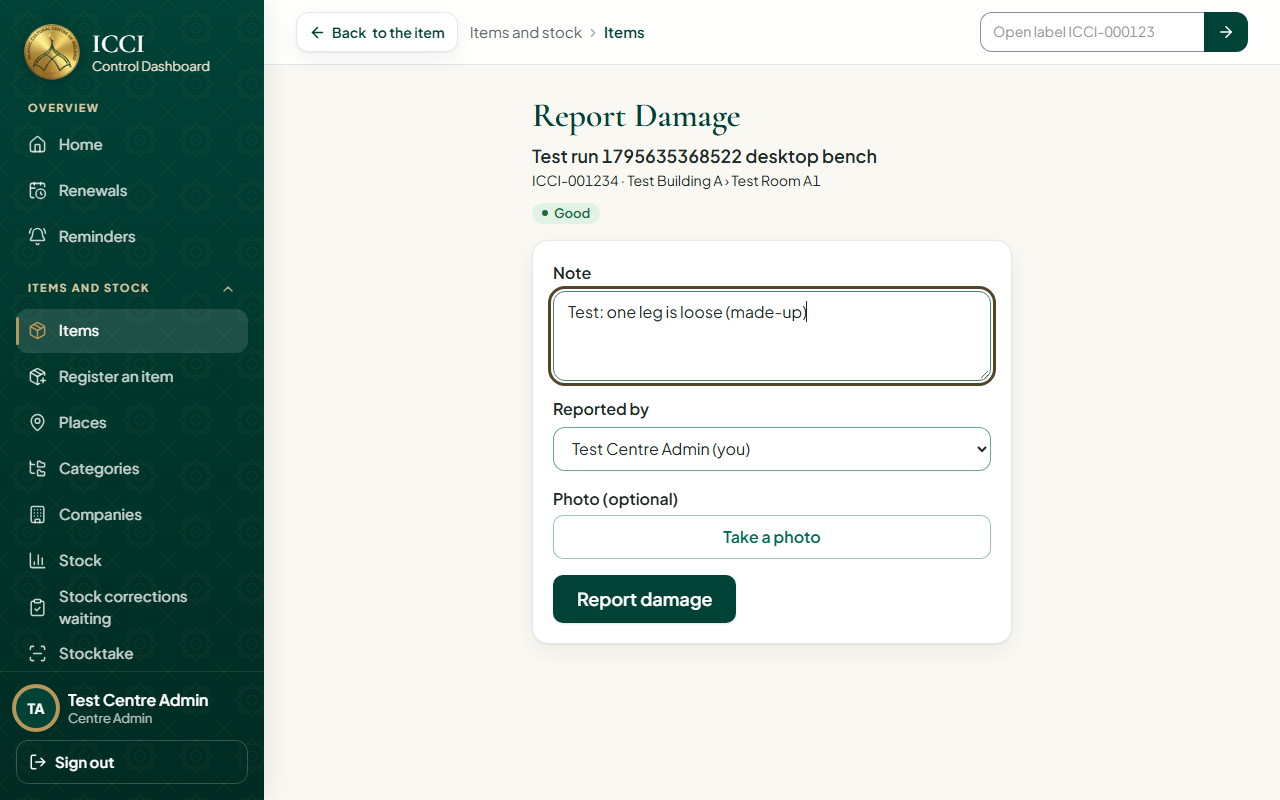 ICCI
Control Dashboard
OVERVIEW
Home
Renewals
Reminders
ITEMS AND STOCK
Items
Register an item
Places
Categories
Companies
Stock
Stock corrections
waiting
Stocktake
TA
Test Centre Admin
Centre Admin
Sign out
Back to the item
Items and stock › Items
Open label ICCI-000123
Report Damage
Test run 1795635368522 desktop bench
ICCI-001234 · Test Building A › Test Room A1
Good
Note
Test: one leg is loose (made-up)
Reported by
Test Centre Admin (you)
Photo (optional)
Take a photo
Report damage